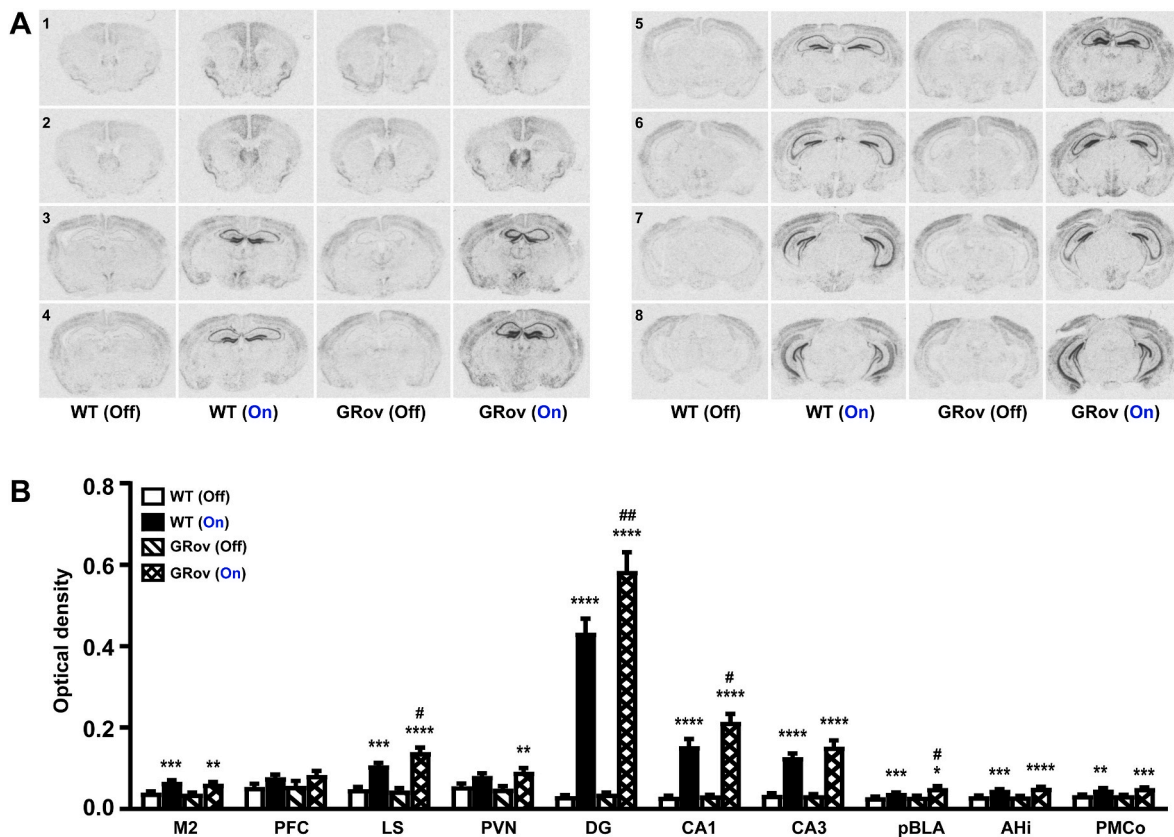 A
1
2
3
4
WT (Off) WT (On) GRov (Off) GRov (On)
5
6
7
8
WT (Off) WT (On) GRov (Off) GRov (On)
B
Optical density
0.8
0.6
0.4
0.2
0.0
WT (Off)
WT (On)
GRov (Off)
GRov (On)
*** **
*** # ****
**
**** ## ****
**** # ****
**** ****
*** # *
*** ****
** ***
M2 PFC LS PVN DG CA1 CA3 pBLA AHi PMCo